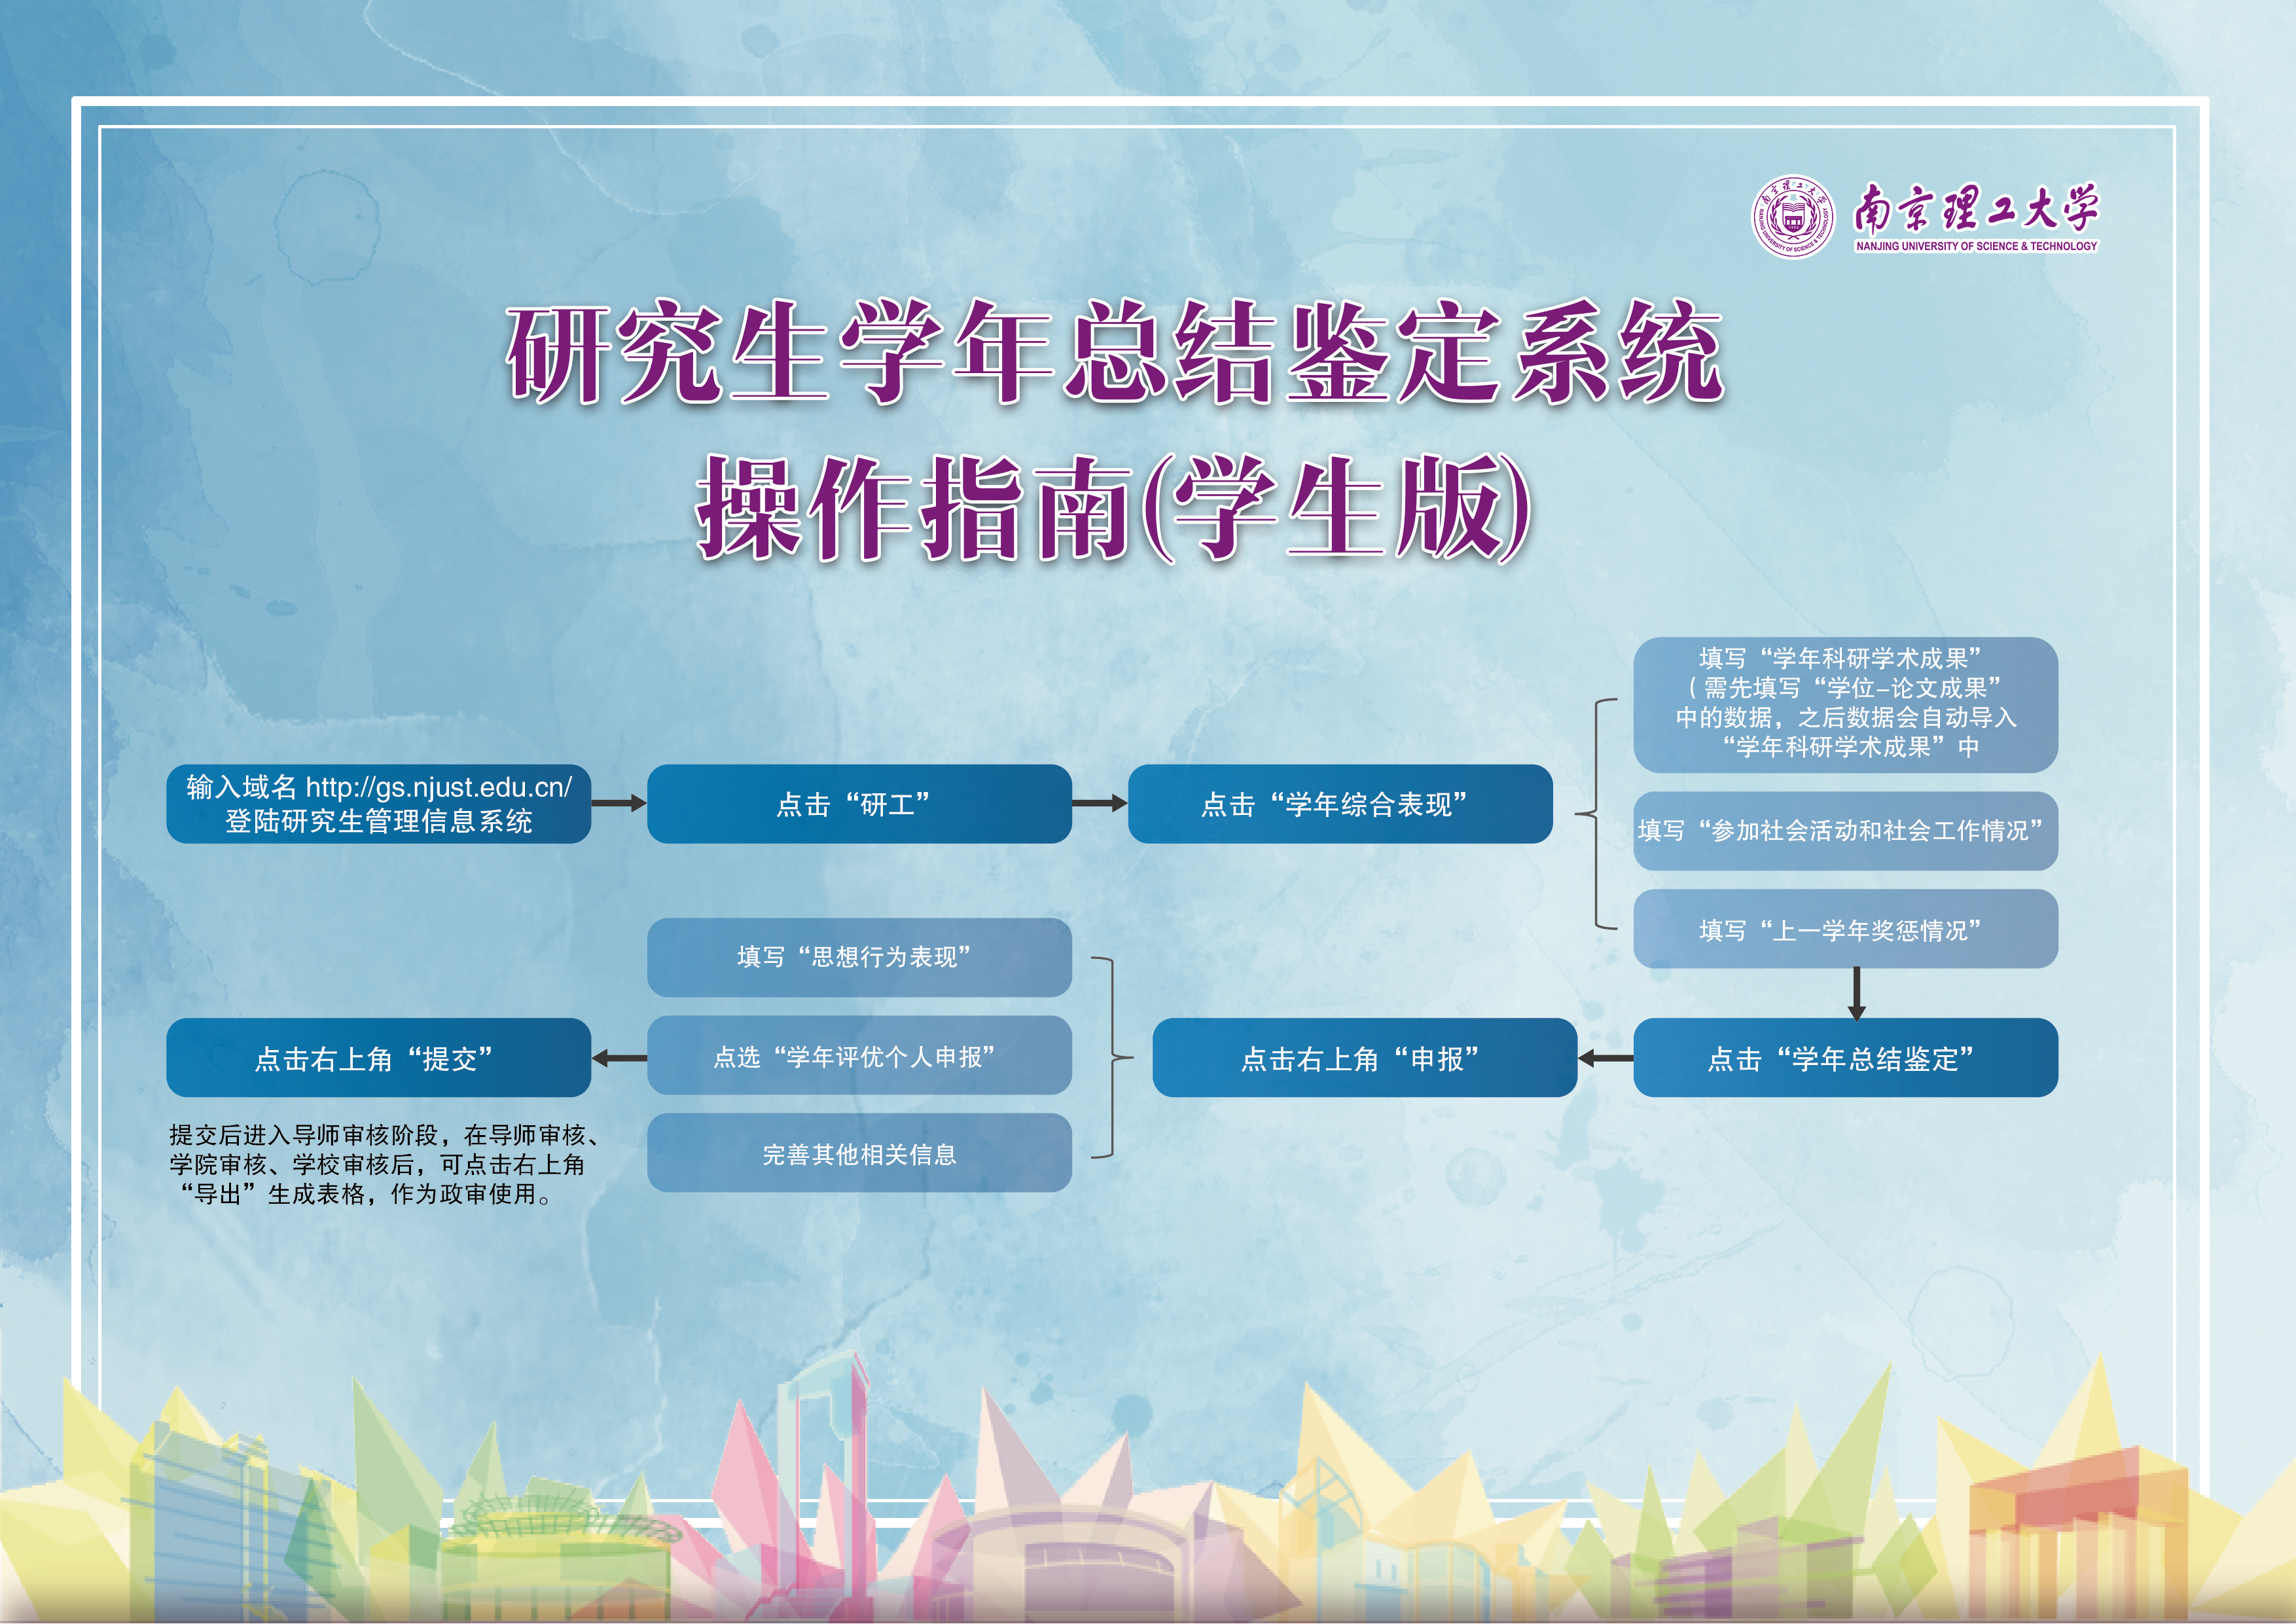 南京理工大学
NANJING UNIVERSITY OF SCIENCE & TECHNOLOGY
南京理工大学
NANJING UNIVERSITY OF SCIENCE & TECHNOLOGY
研究生学年总结鉴定系统
操作指南(学生版)
输入域名 http://gs.njust.edu.cn/
登陆研究生管理信息系统
点击“研工”
点击“学年综合表现”
填写“学年科研学术成果”
（需先填写“学位–论文成果”
中的数据，之后数据会自动导入
“学年科研学术成果”中
填写“参加社会活动和社会工作情况”
填写“上一学年奖惩情况”
点击“学年总结鉴定”
点击右上角“申报”
填写“思想行为表现”
点选“学年评优个人申报”
完善其他相关信息
点击右上角“提交”
提交后进入导师审核阶段，在导师审核、
学院审核、学校审核后，可点击右上角
“导出”生成表格，作为政审使用。